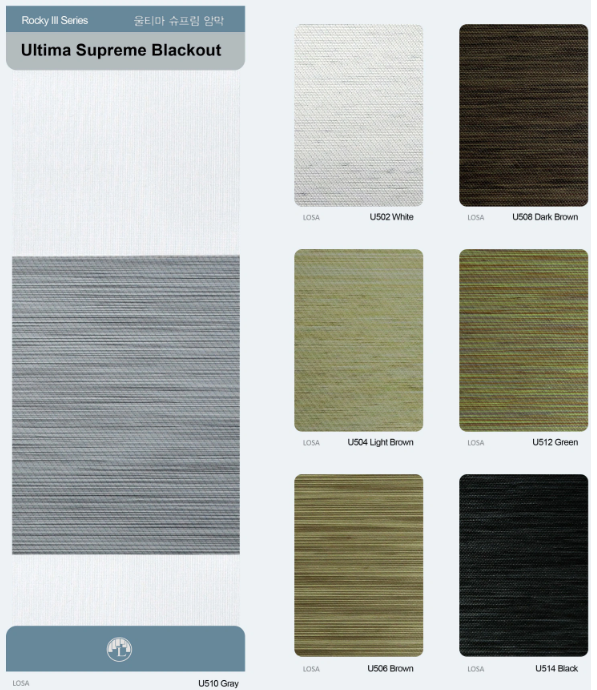 Rocky III Series 울티마 슈프림 암막
Ultima Supreme Blackout
L
LOSA U510 Gray
LOSA U502 White
LOSA U508 Dark Brown
LOSA U504 Light Brown
LOSA U512 Green
LOSA U506 Brown
LOSA U514 Black